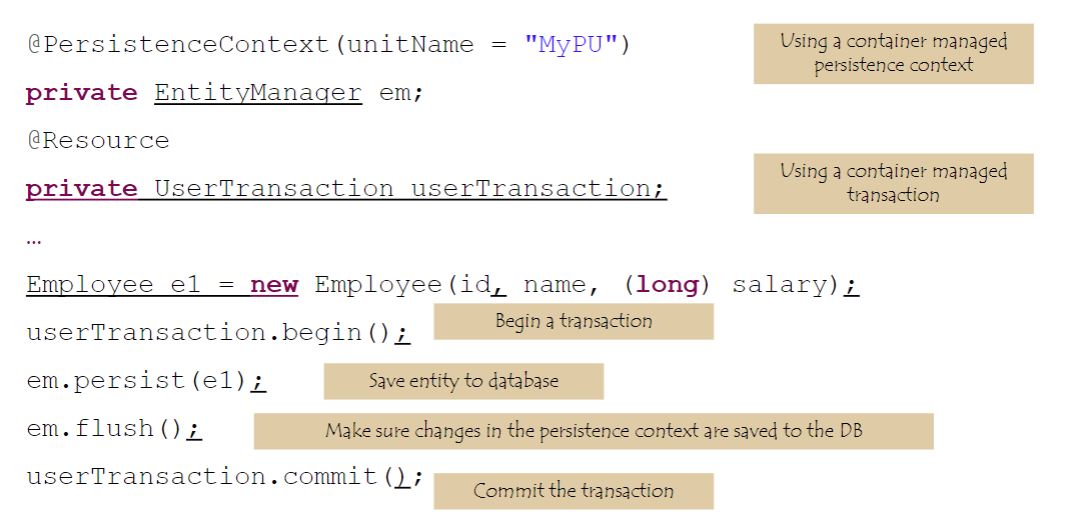 @PersistenceContext(unitName = "MyPU")
Using a container managed
persistence context
private EntityManager em;
@Resource
private UserTransaction userTransaction;
Using a container managed
transaction
…
Employee e1 = new Employee(id, name, (long) salary);
userTransaction.begin();
Begin a transaction
em.persist(e1);
Save entity to database
em.flush();
Make sure changes in the persistence context are saved to the DB
userTransaction.commit();
Commit the transaction